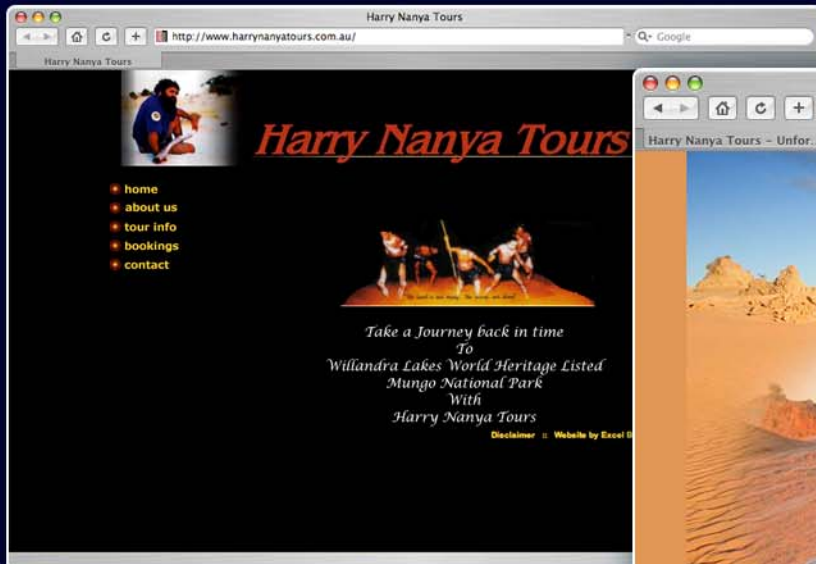 Harry Nanya Tours
http://www.harrynanyatours.com.au/
Google
Harry Nanya Tours
Harry Nanya Tours
home
about us
tour info
bookings
contact
Take a Journey back in time
To
Willandra Lakes World Heritage Listed
Mungo National Park
With
Harry Nanya Tours
Disclaimer :: Website by Excel B
Harry Nanya Tours – Unfor..